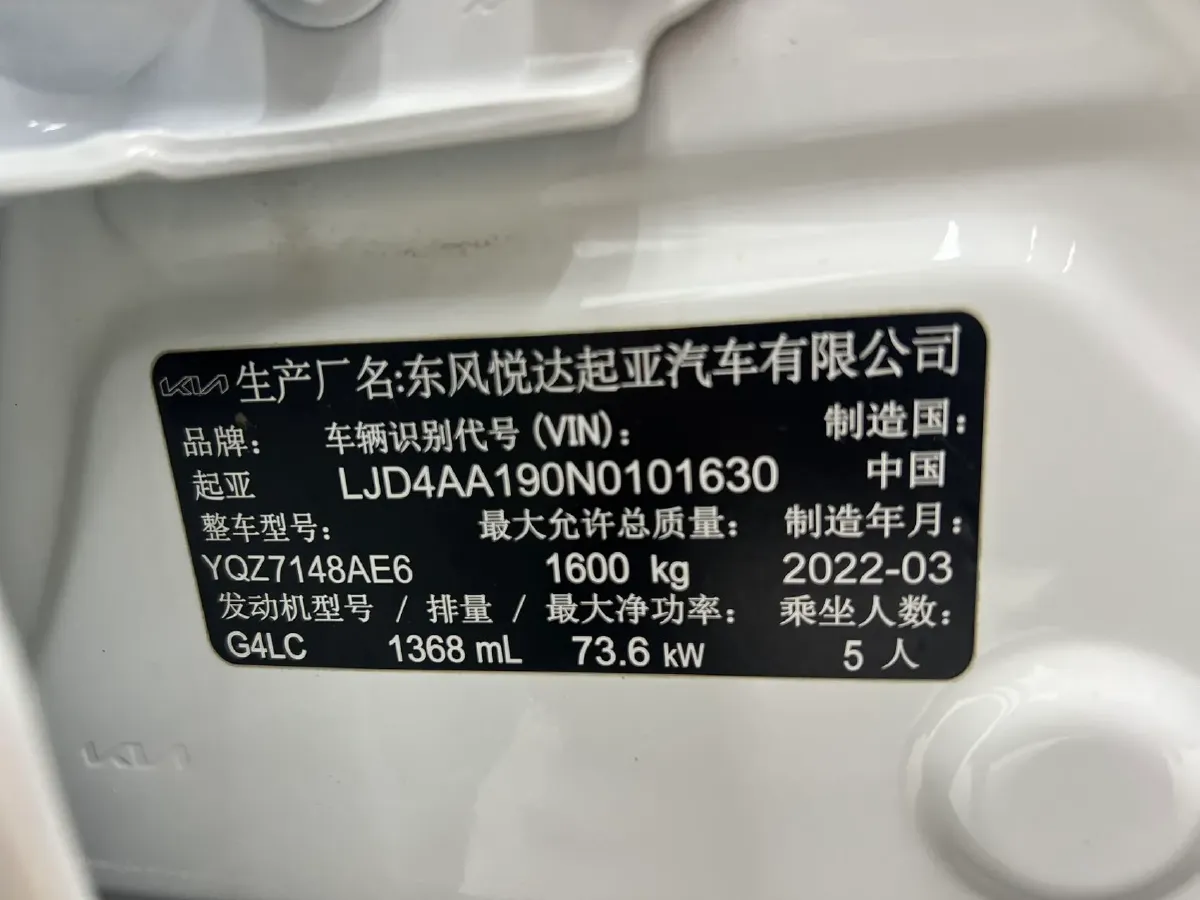 KIA 生产厂名:东风悦达起亚汽车有限公司
品牌: 车辆识别代号(VIN): 制造国:
起亚 LJD4AA190N0101630 中国
整车型号: 最大允许总质量: 制造年月:
YQZ7148AE6 1600 kg 2022-03
发动机型号 / 排量 / 最大净功率: 乘坐人数:
G4LC 1368 mL 73.6 kW 5 人
KIA